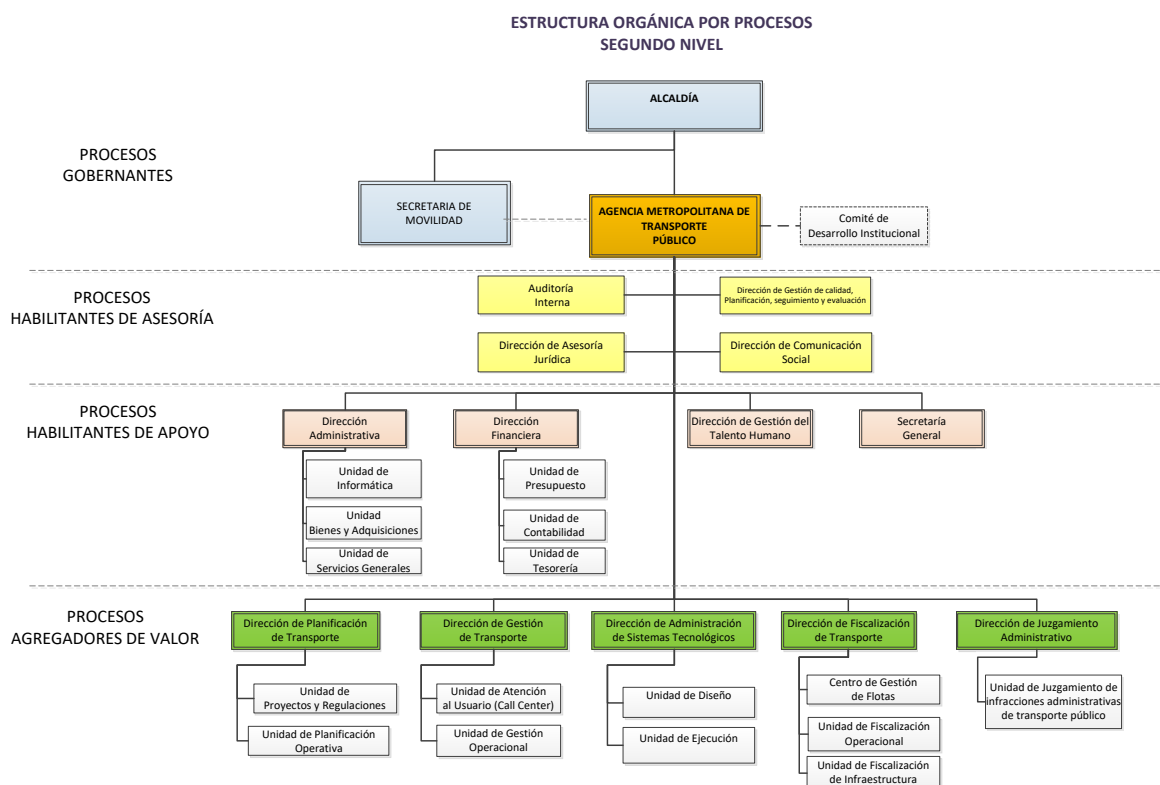 ESTRUCTURA ORGÁNICA POR PROCESOS
SEGUNDO NIVEL
ALCALDÍA
PROCESOS
GOBERNANTES
SECRETARIA DE
MOVILIDAD
AGENCIA METROPOLITANA DE
TRANSPORTE
PÚBLICO
Comité de
Desarrollo Institucional
PROCESOS
HABILITANTES DE ASESORÍA
Auditoría
Interna
Dirección de Gestión de calidad,
Planificación, seguimiento y evaluación
Dirección de Asesoría
Jurídica
Dirección de Comunicación
Social
PROCESOS
HABILITANTES DE APOYO
Dirección
Administrativa
Dirección
Financiera
Dirección de Gestión del
Talento Humano
Secretaría
General
Unidad de
Informática
Unidad
Bienes y Adquisiciones
Unidad de
Servicios Generales
Unidad de
Presupuesto
Unidad de
Contabilidad
Unidad de
Tesorería
PROCESOS
AGREGADORES DE VALOR
Dirección de Planificación
de Transporte
Dirección de Gestión
de Transporte
Dirección de Administración
de Sistemas Tecnológicos
Dirección de Fiscalización
de Transporte
Dirección de Juzgamiento
Administrativo
Unidad de
Proyectos y Regulaciones
Unidad de Planificación
Operativa
Unidad de Atención
al Usuario (Call Center)
Unidad de Gestión
Operacional
Unidad de Diseño
Unidad de Ejecución
Centro de Gestión
de Flotas
Unidad de Fiscalización
Operacional
Unidad de Fiscalización
de Infraestructura
Unidad de Juzgamiento de
infracciones administrativas
de transporte público